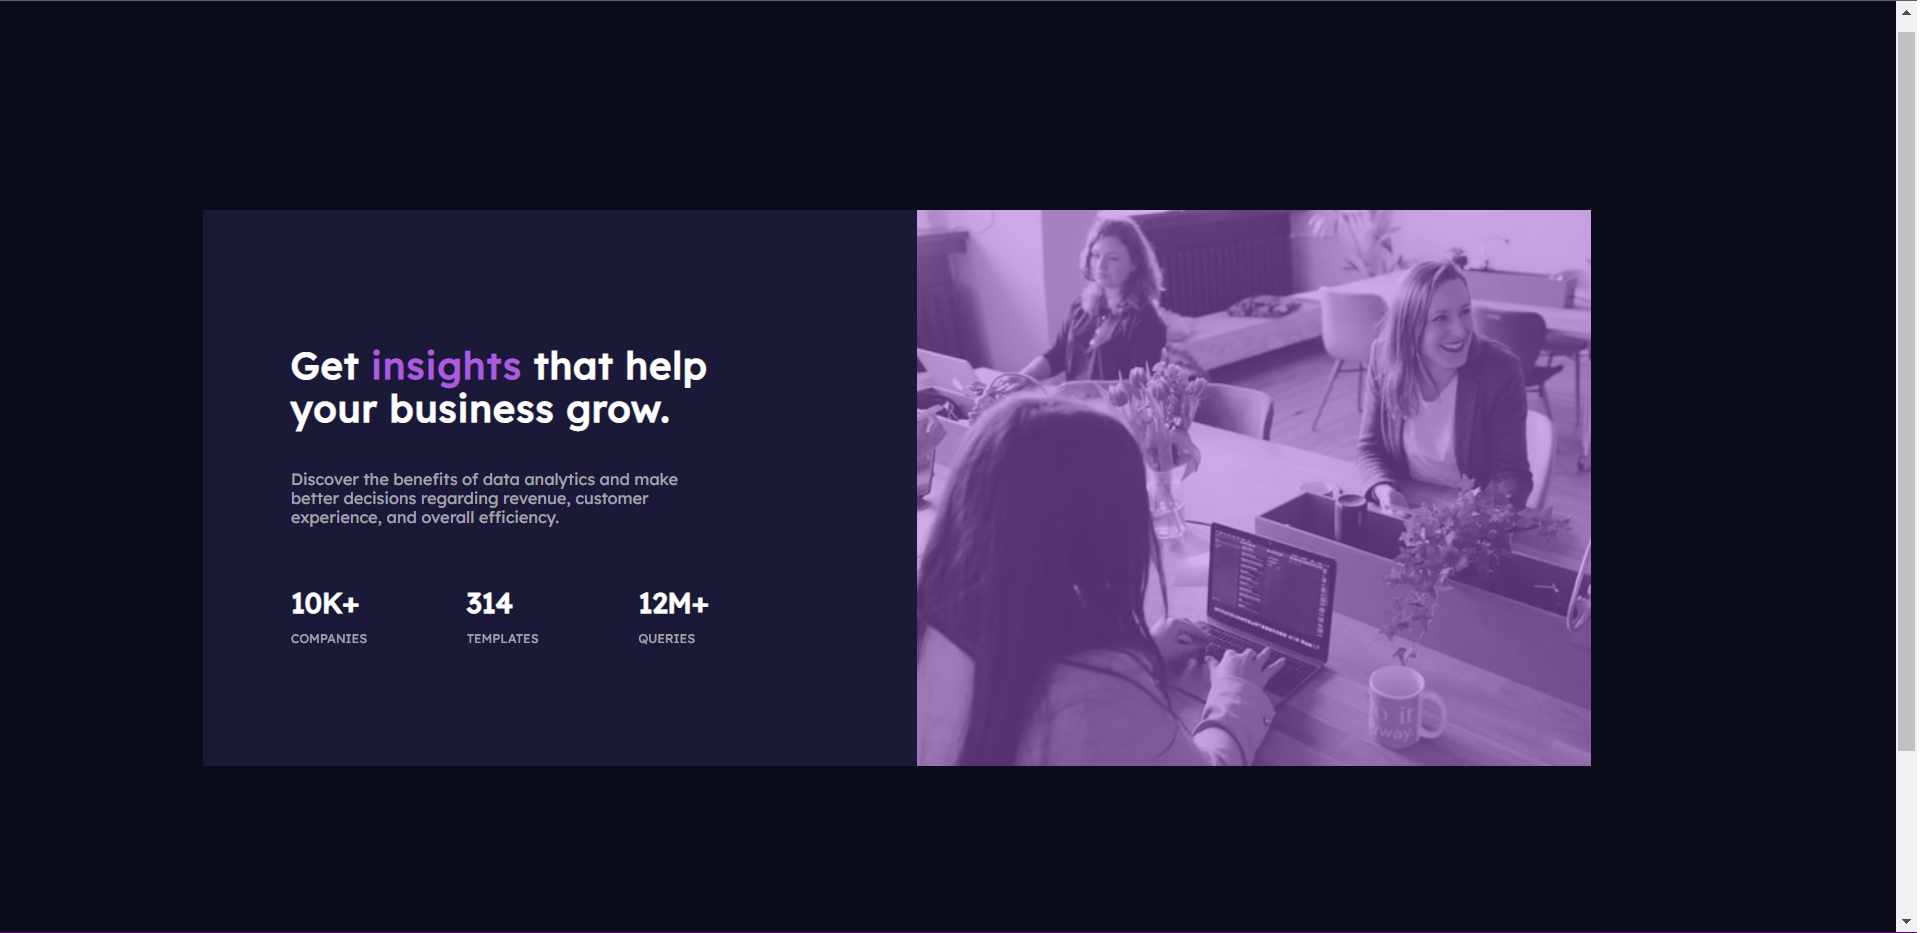 Get insights that help
your business grow.
Discover the benefits of data analytics and make
better decisions regarding revenue, customer
experience, and overall efficiency.
10K+ 314 12M+
COMPANIES TEMPLATES QUERIES